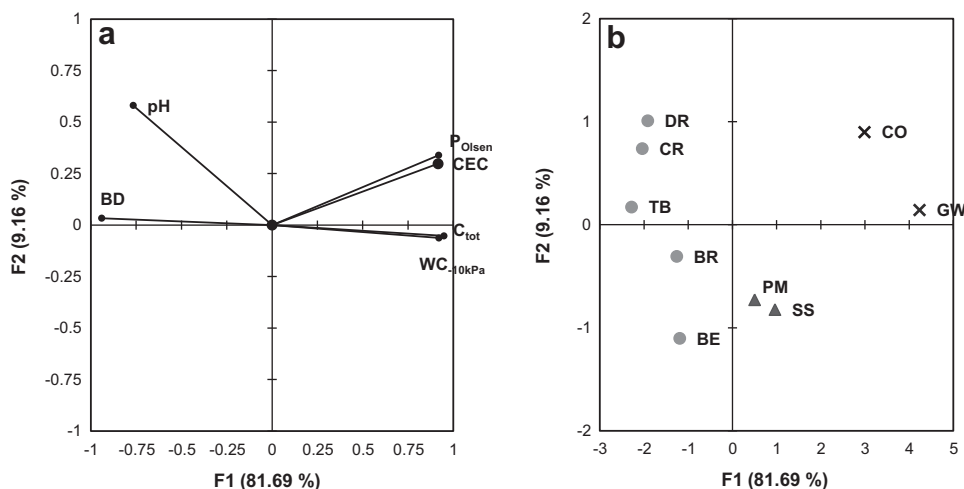 a
1
0.75
0.5
0.25
0
-0.25
-0.5
-0.75
-1
-1 -0.75 -0.5 -0.25 0 0.25 0.5 0.75 1
F2 (9.16 %)
F1 (81.69 %)
pH
BD
P_Olsen
CEC
C_tot
WC_-10kPa
b
2
1
0
-1
-2
-3 -2 -1 0 1 2 3 4 5
F2 (9.16 %)
F1 (81.69 %)
DR
CO
CR
TB
GW
BR
PM
SS
BE